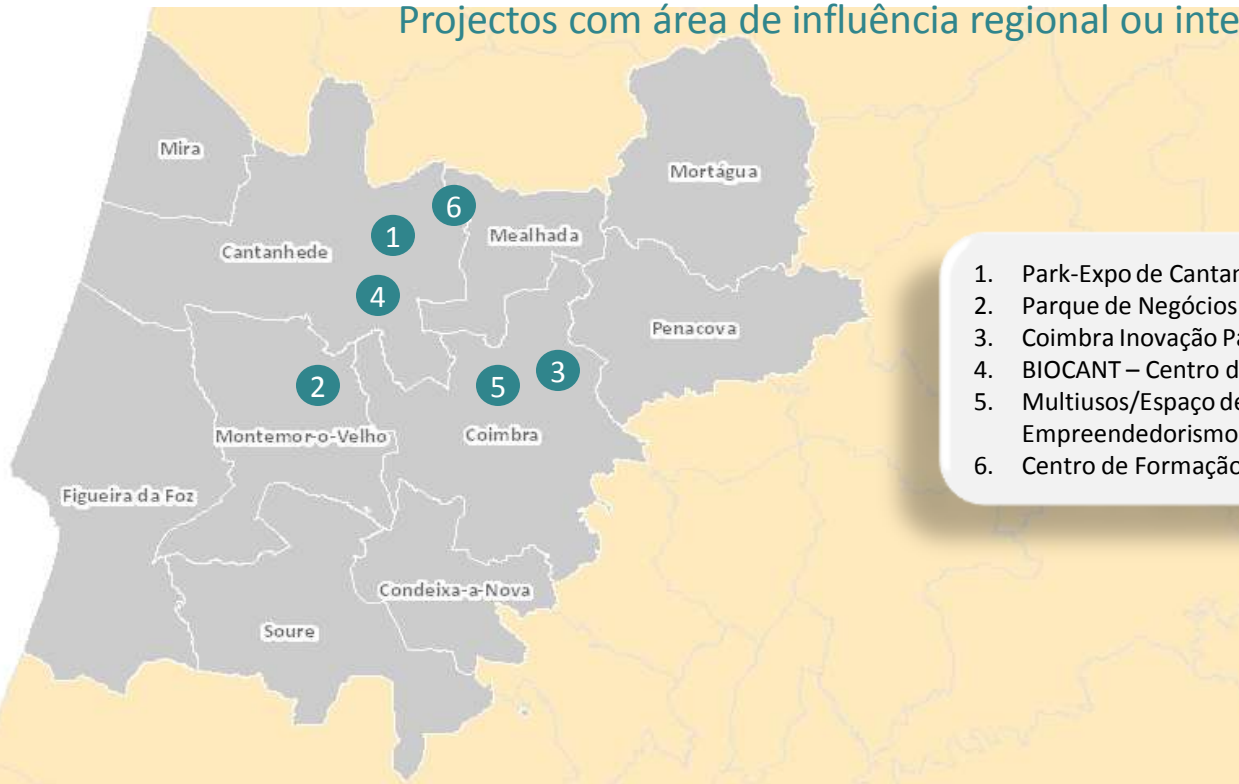 Projectos com área de influência regional ou inte
Mira
Mortágua
6
1
Mealhada
Cantanhede
4
Penacova
3
2
5
Montemor-o-Velho
Coimbra
Figueira da Foz
Condeixa-a-Nova
Soure
1. Park-Expo de Cantan
2. Parque de Negócios
3. Coimbra Inovação Pa
4. BIOCANT – Centro d
5. Multiusos/Espaço de
Empreendedorismo
6. Centro de Formação